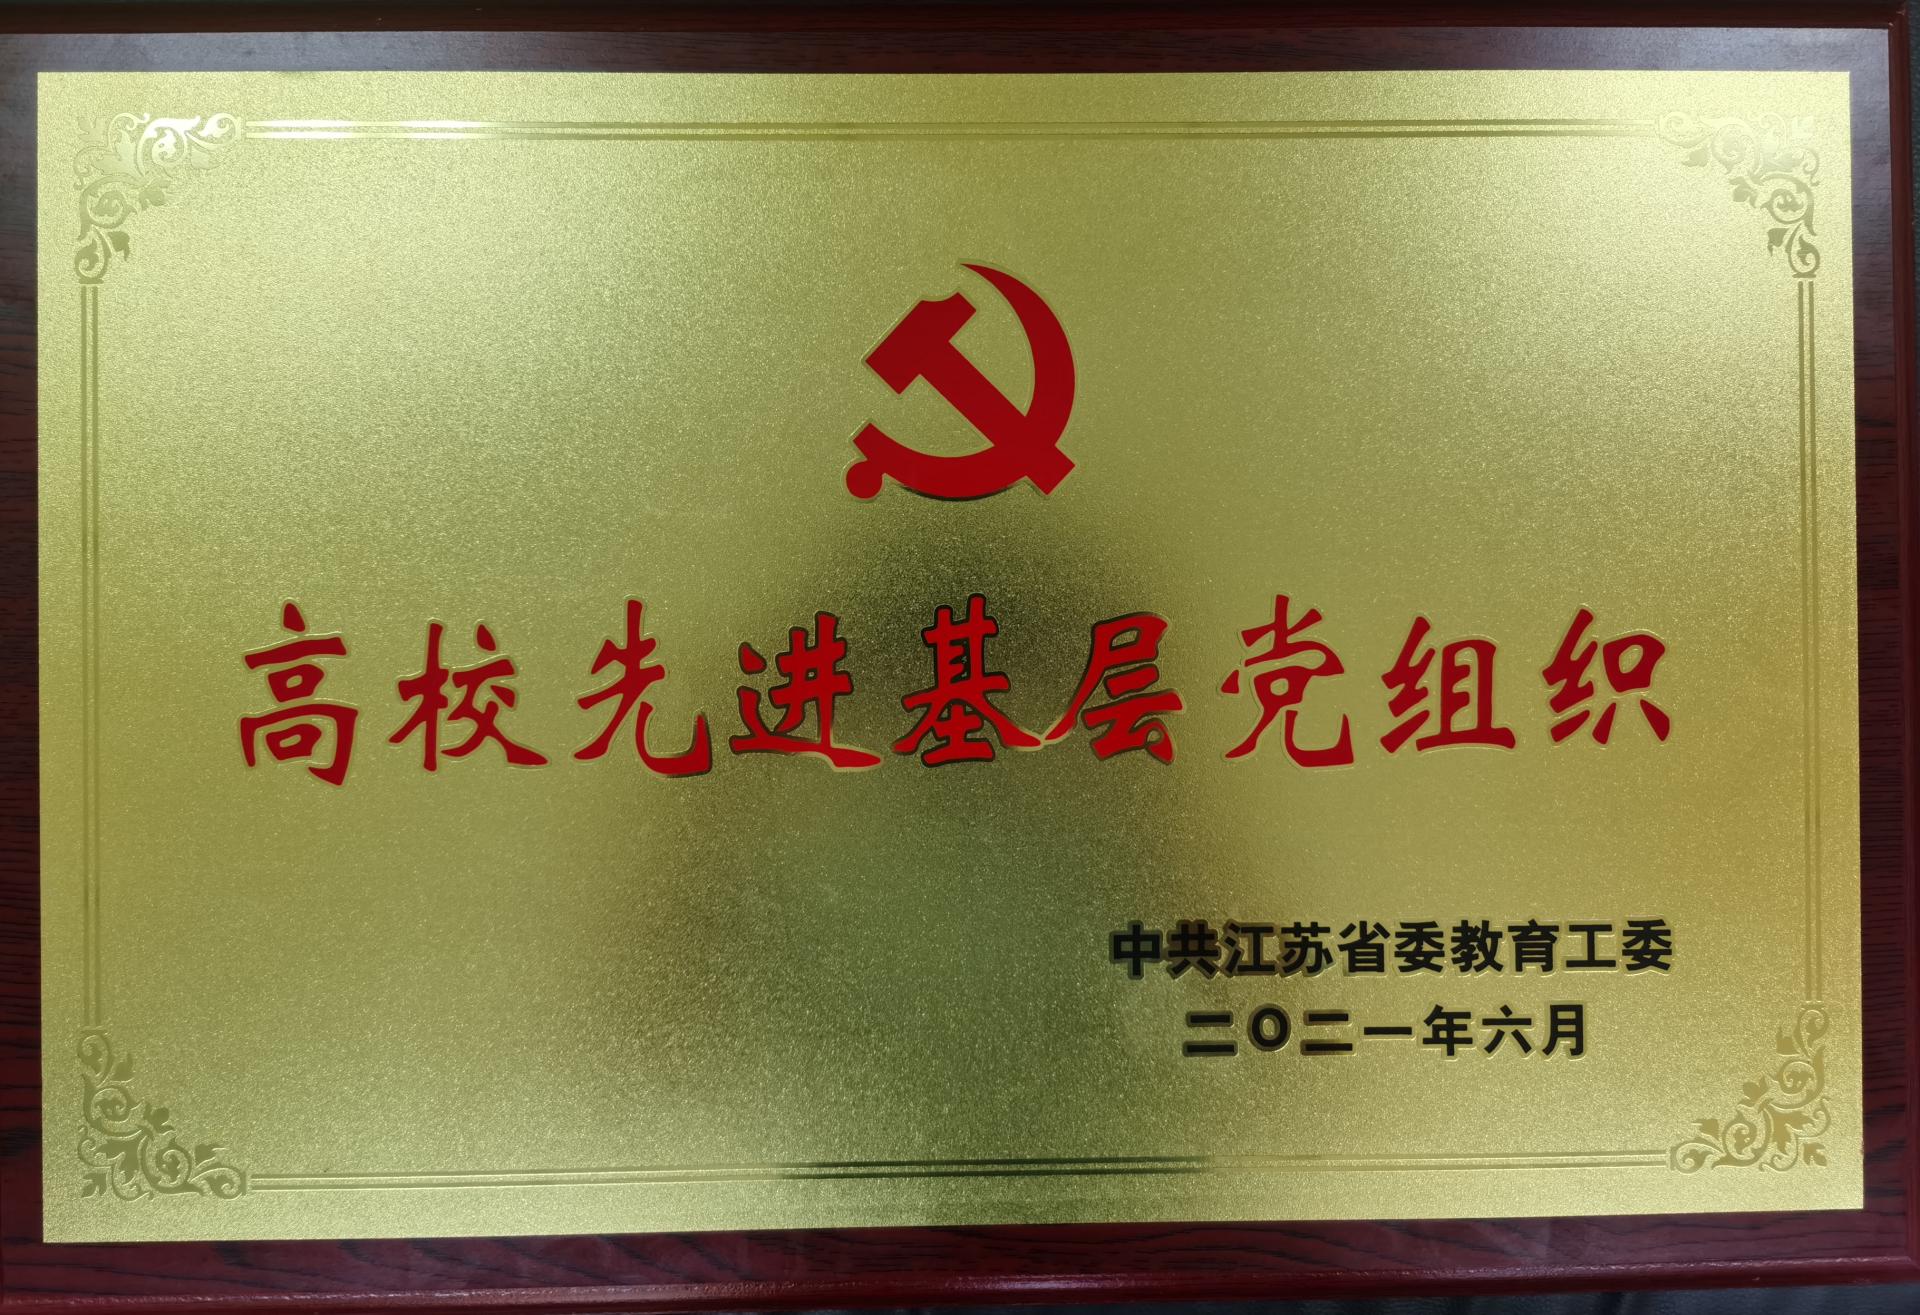 高校先进基层党组织
中共江苏省委教育工委
二〇二一年六月